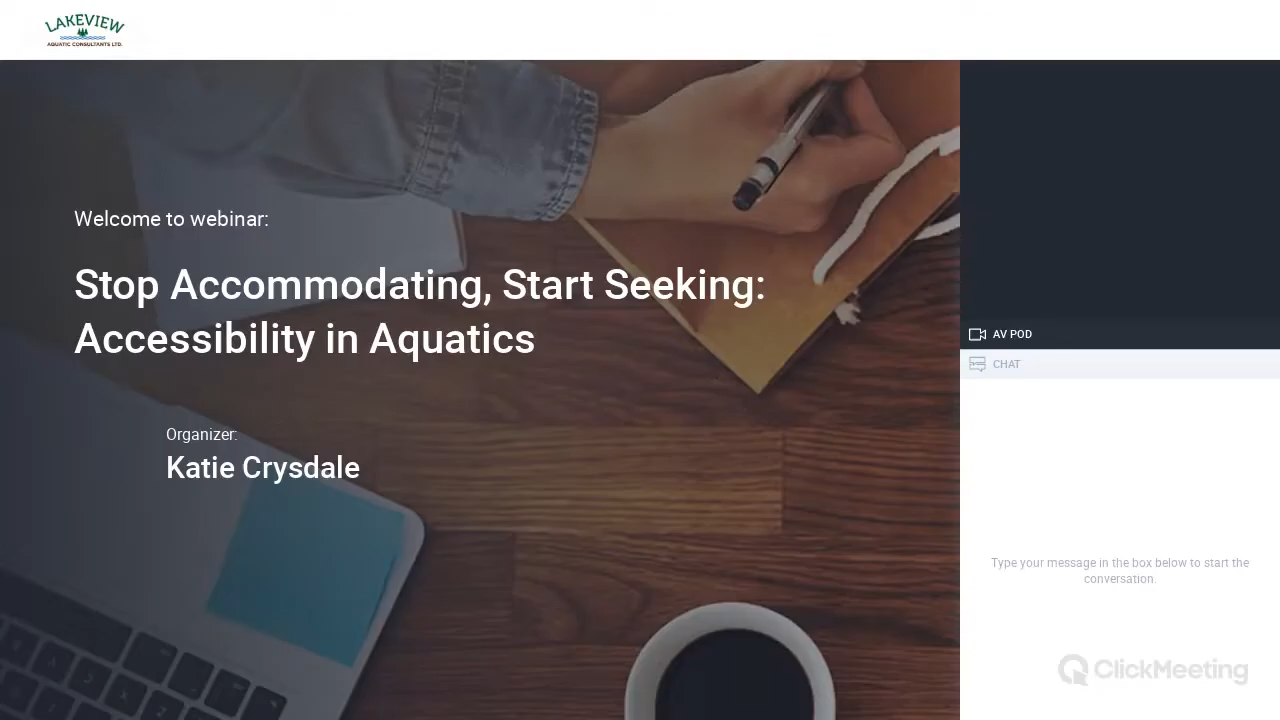 LAKEVIEW
AQUATIC CONSULTANTS LTD.
Welcome to webinar:
Stop Accommodating, Start Seeking:
Accessibility in Aquatics
Organizer:
Katie Crysdale
AV POD
CHAT
Type your message in the box below to start the
conversation.
ClickMeeting